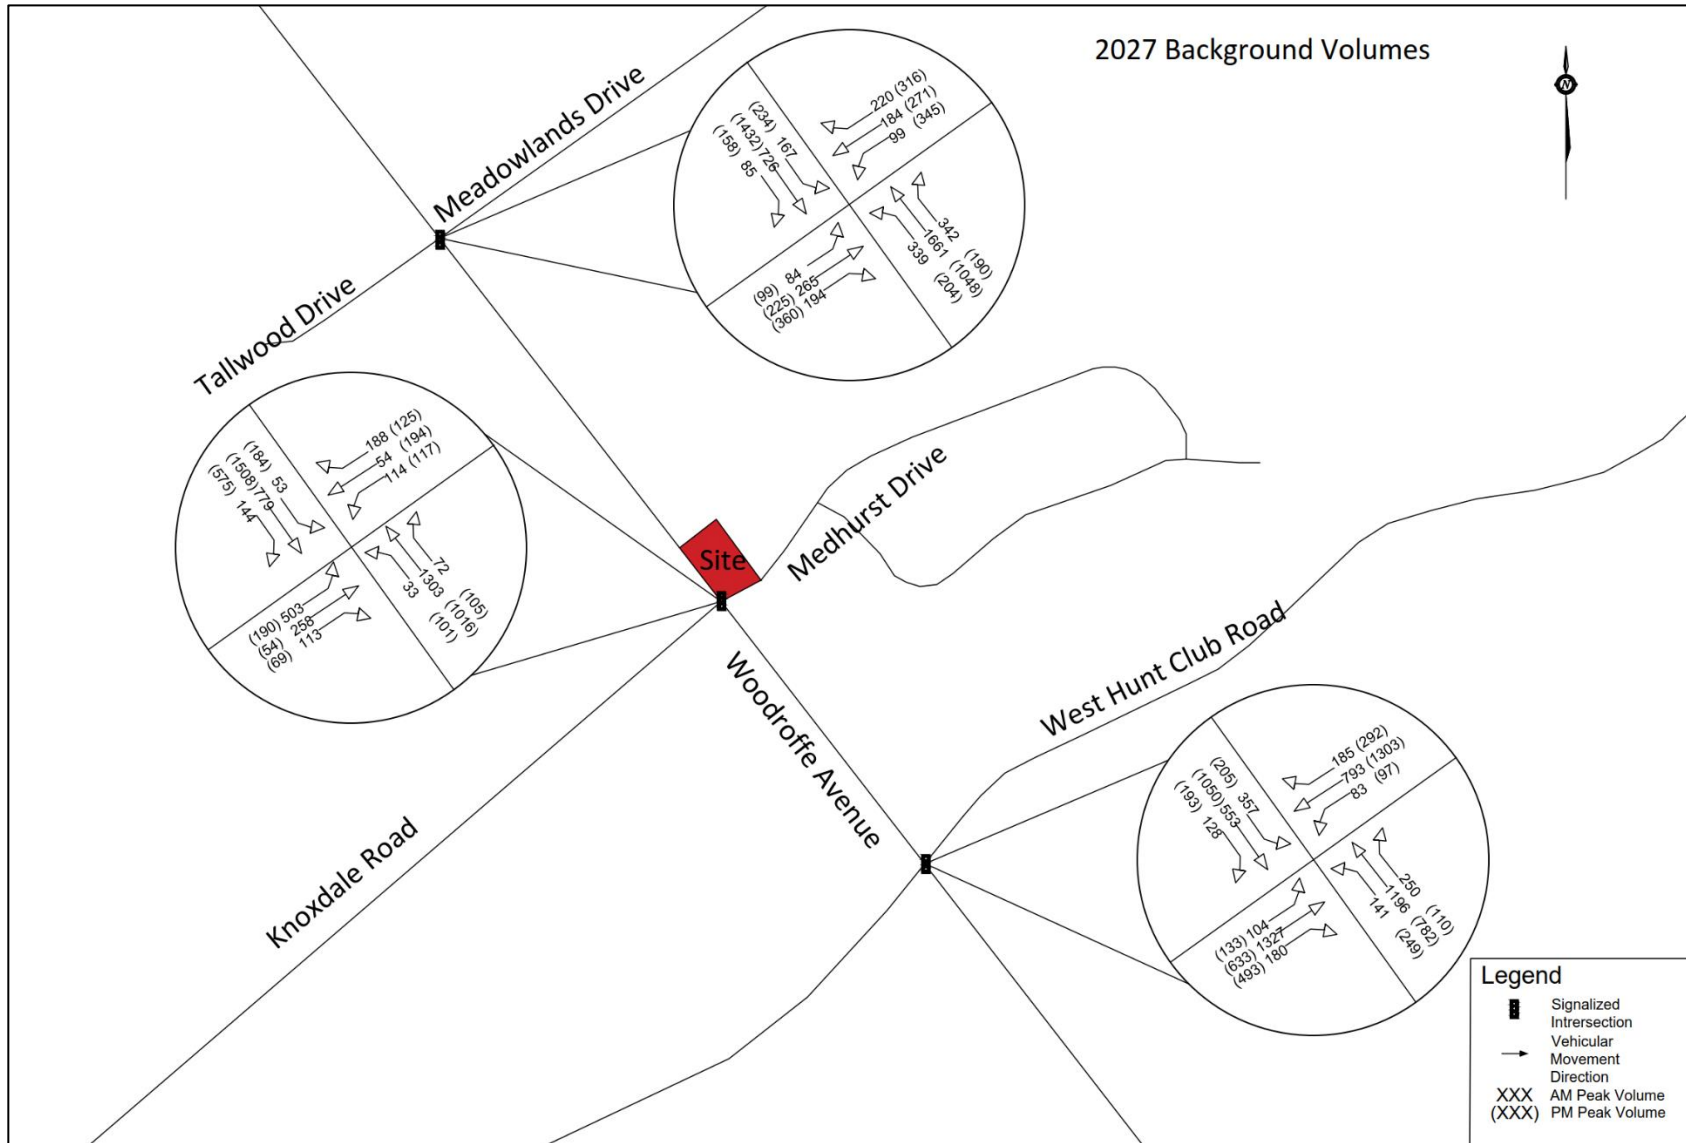 2027 Background Volumes
N
Meadowlands Drive
Tallwood Drive
220 (316)
184 (271)
99 (345)
(234) 167
(1432) 726
(158) 85
342 (190)
1661 (1048)
339 (204)
(99) 84
(225) 265
(360) 194
188 (125)
54 (194)
114 (117)
(184) 53
(1508) 779
(575) 144
72 (105)
1303 (1016)
33 (101)
(190) 503
(54) 258
(69) 113
Site
Medhurst Drive
West Hunt Club Road
Woodroffe Avenue
Knoxdale Road
185 (292)
793 (1303)
83 (97)
(205) 357
(1050) 553
(193) 128
250 (110)
1196 (782)
141 (249)
(133) 104
(633) 1327
(493) 180
Legend
Signalized
Intrersection
Vehicular
Movement
Direction
XXX AM Peak Volume
(XXX) PM Peak Volume